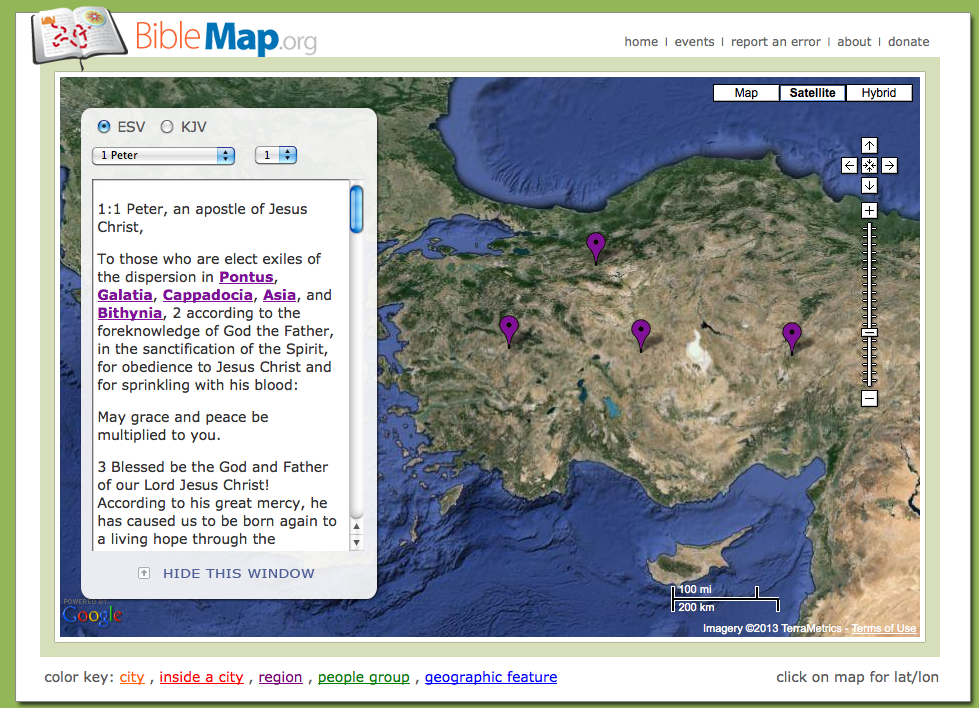 BibleMap.org
home | events | report an error | about | donate
Map Satellite Hybrid
ESV KJV
1 Peter 1
1:1 Peter, an apostle of Jesus
Christ,
To those who are elect exiles of
the dispersion in Pontus,
Galatia, Cappadocia, Asia, and
Bithynia, 2 according to the
foreknowledge of God the Father,
in the sanctification of the Spirit,
for obedience to Jesus Christ and
for sprinkling with his blood:
May grace and peace be
multiplied to you.
3 Blessed be the God and Father
of our Lord Jesus Christ!
According to his great mercy, he
has caused us to be born again to
a living hope through the
HIDE THIS WINDOW
POWERED BY
Google
100 mi
200 km
Imagery ©2013 TerraMetrics - Terms of Use
color key: city , inside a city , region , people group , geographic feature
click on map for lat/lon